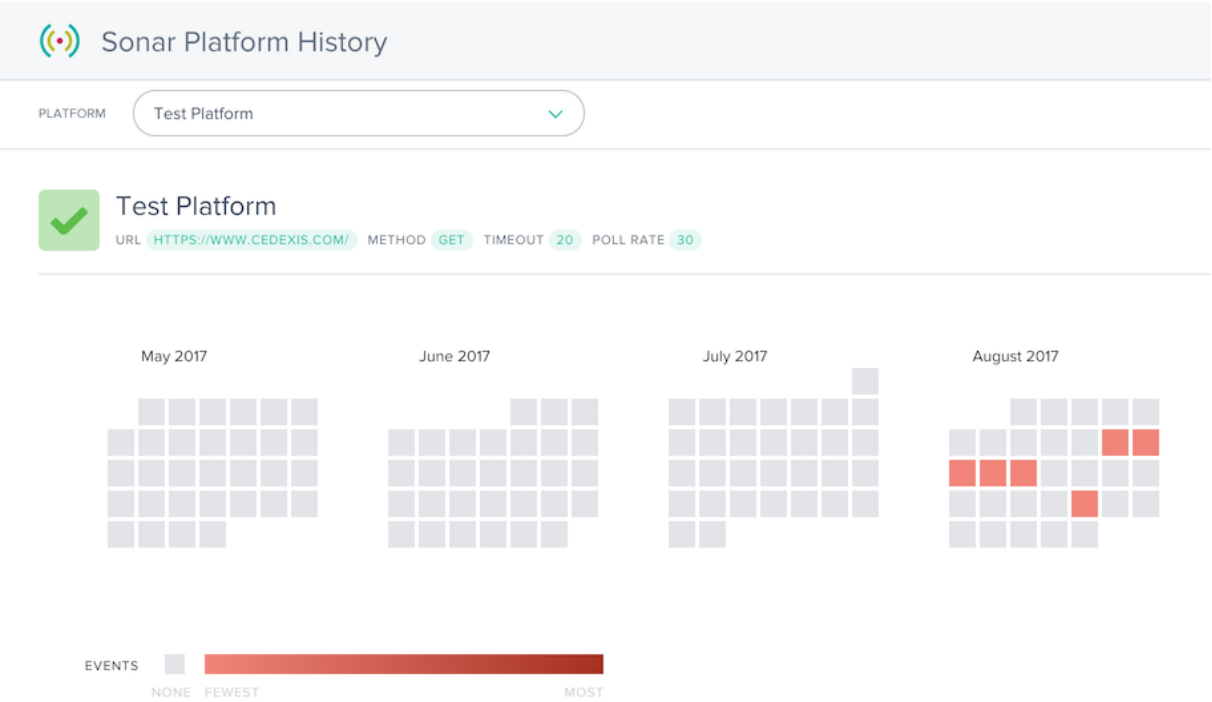 Sonar Platform History
PLATFORM Test Platform
Test Platform
URL HTTPS://WWW.CEDEXIS.COM/ METHOD GET TIMEOUT 20 POLL RATE 30
May 2017 June 2017 July 2017 August 2017
EVENTS
NONE FEWEST MOST